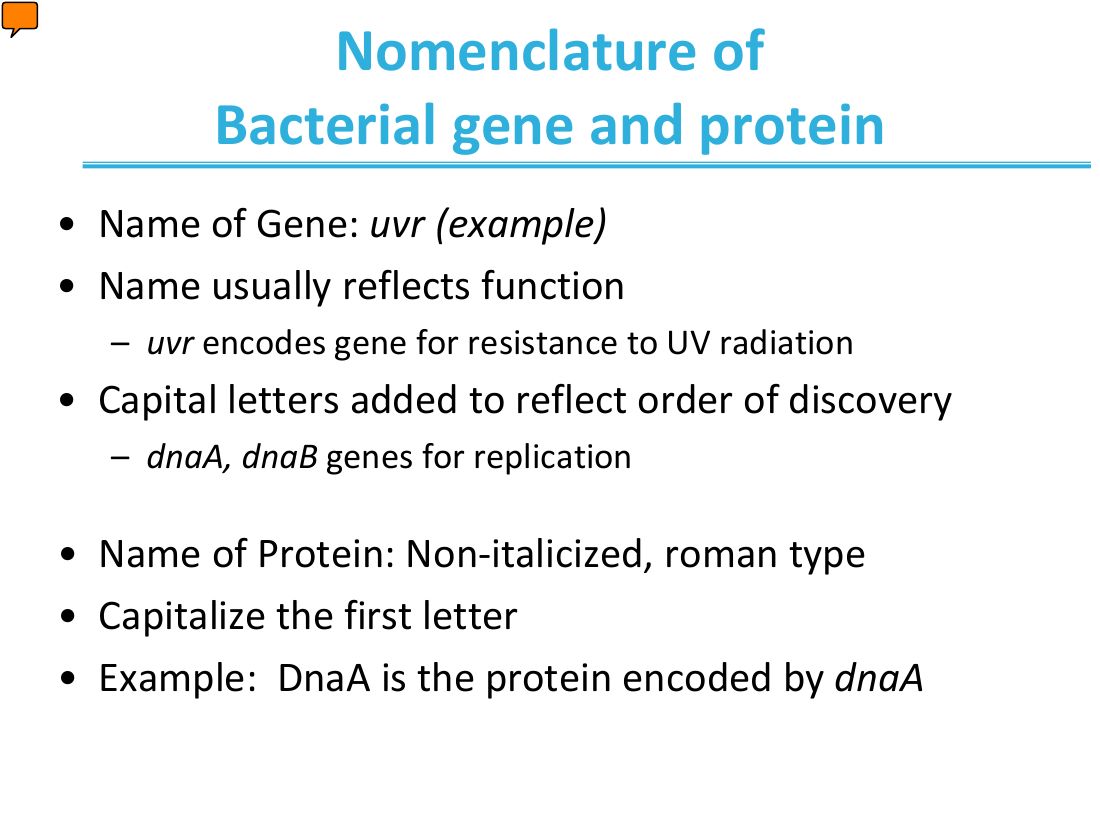 Nomenclature of
Bacterial gene and protein
• Name of Gene: uvr (example)
• Name usually reflects function
– uvr encodes gene for resistance to UV radiation
• Capital letters added to reflect order of discovery
– dnaA, dnaB genes for replication
• Name of Protein: Non-italicized, roman type
• Capitalize the first letter
• Example:  DnaA is the protein encoded by dnaA